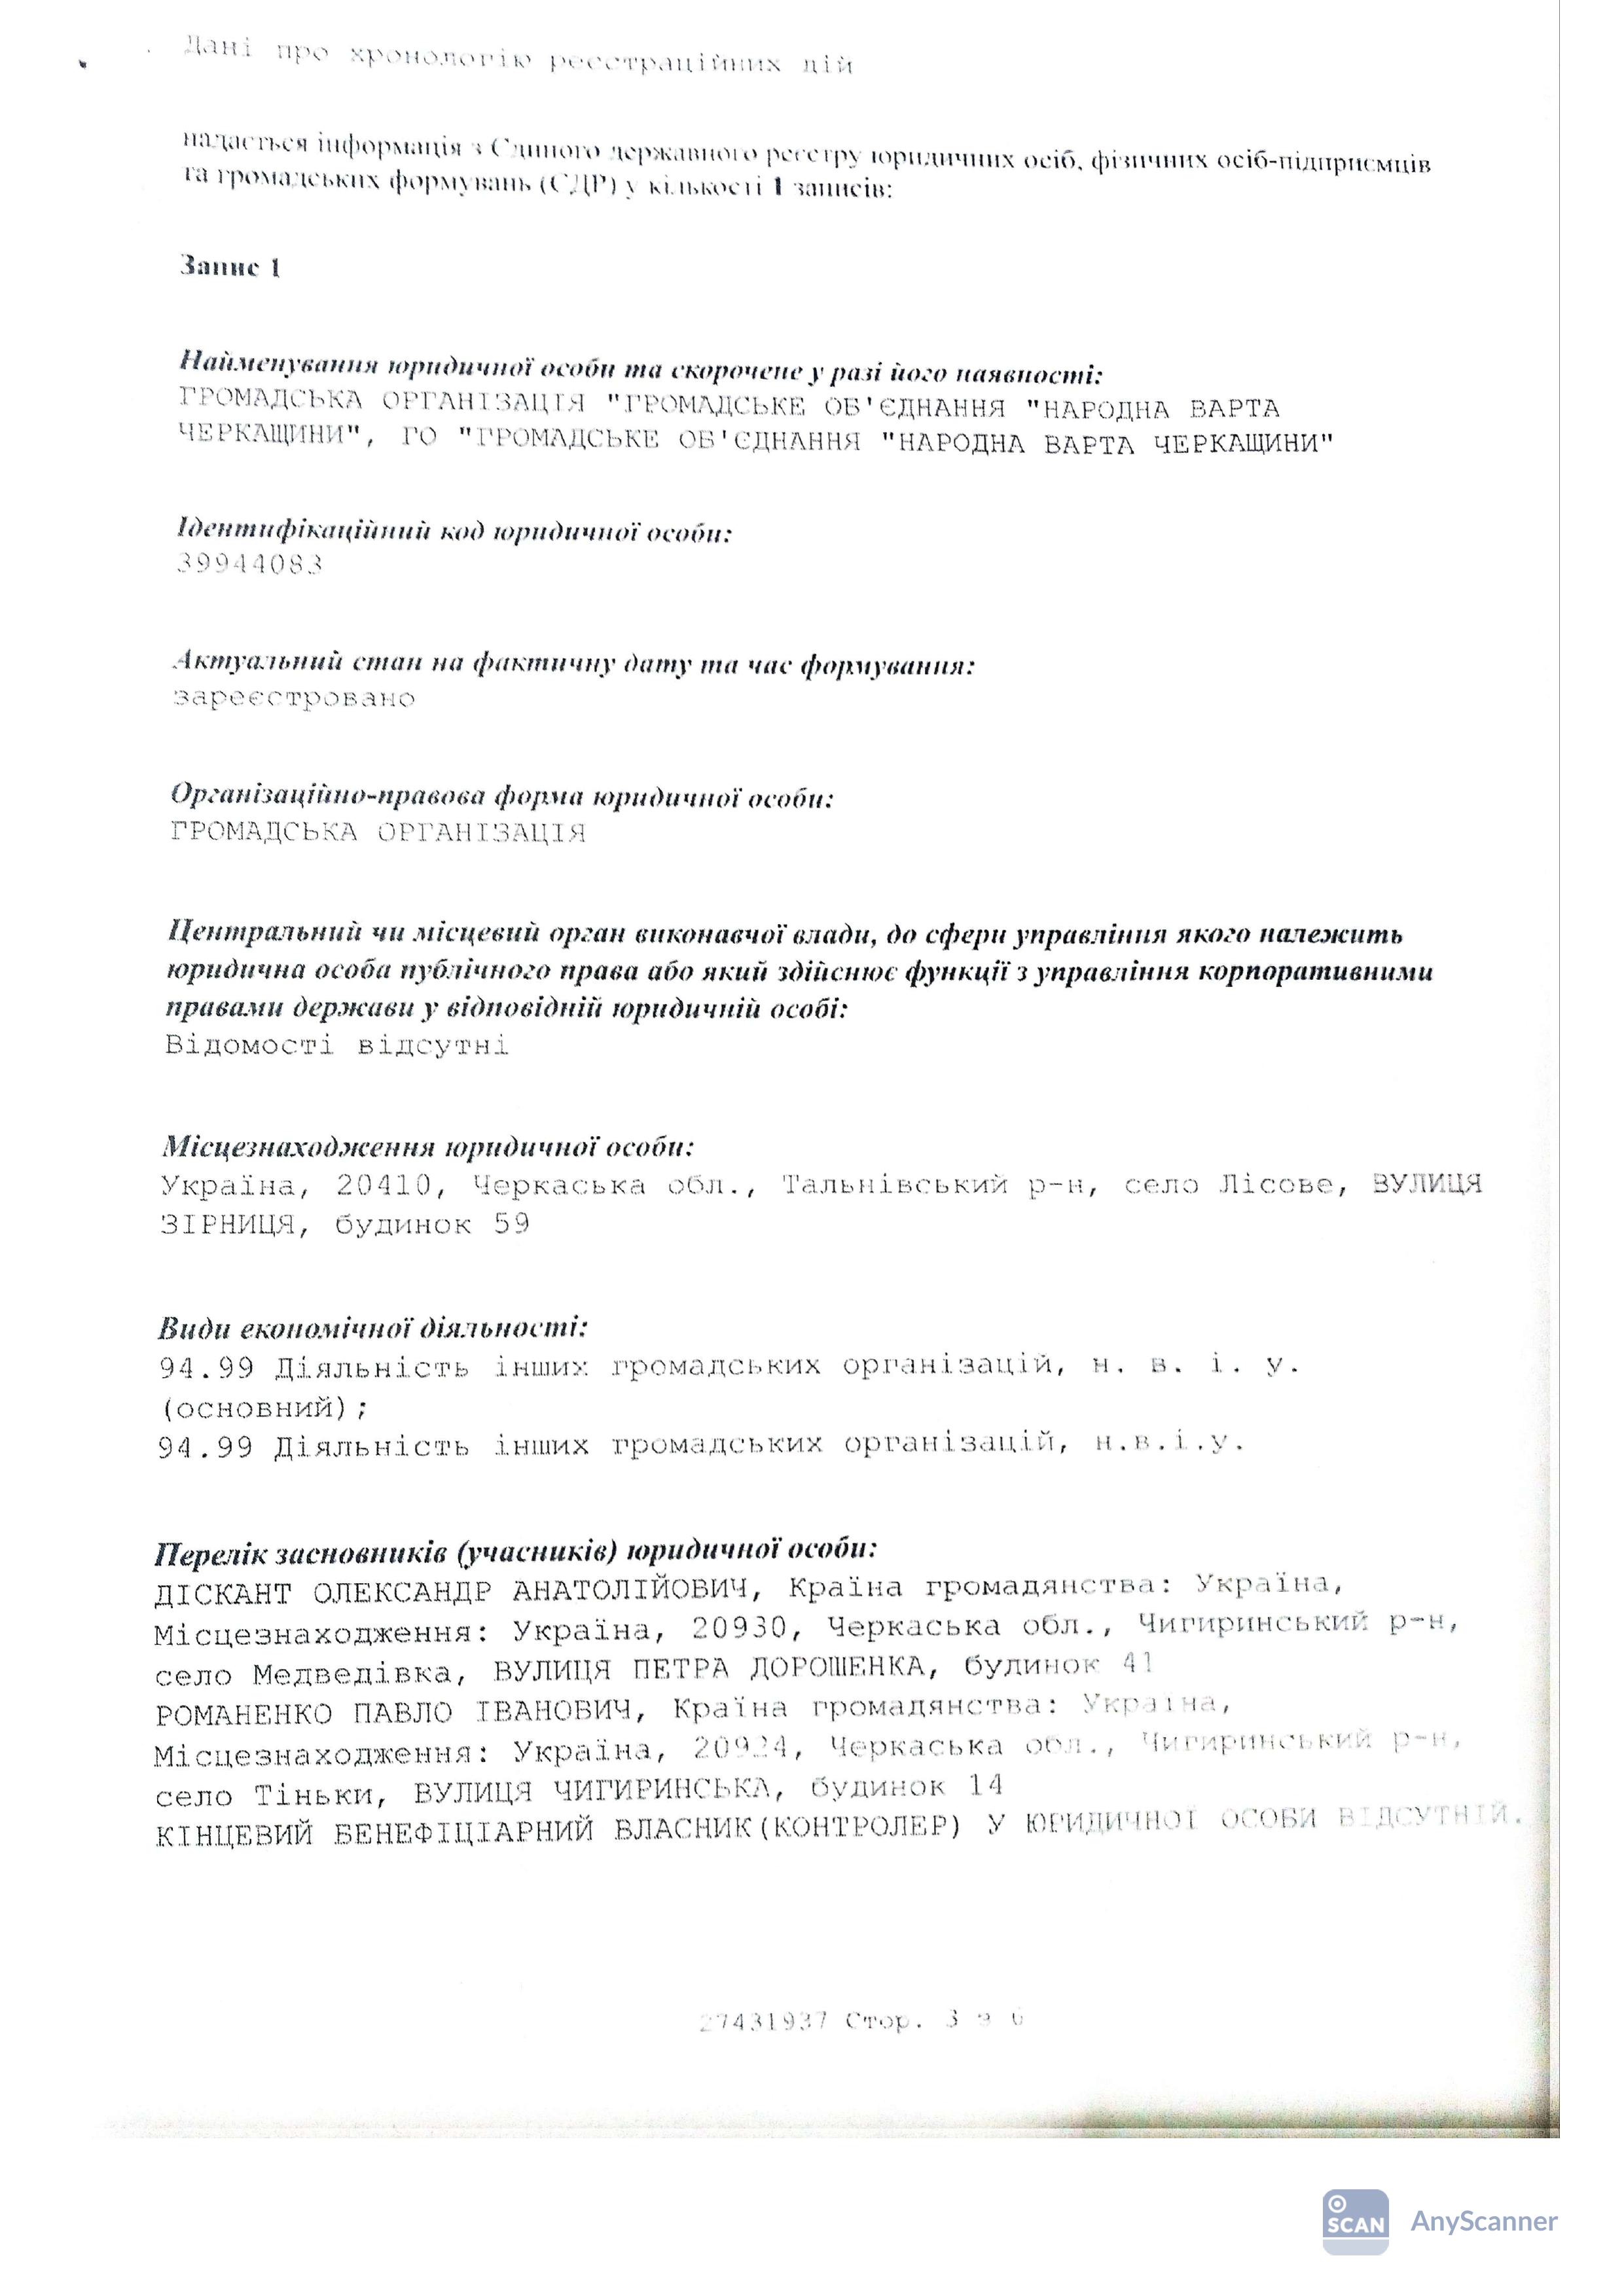 Дані про хронологію реєстраційних дій
надається інформація з Єдиного державного реєстру юридичних осіб, фізичних осіб-підприємців
та громадських формувань (ЄДР) у кількості 1 записів:
Запис 1
Найменування юридичної особи та скорочене у разі його наявності:
ГРОМАДСЬКА ОРГАНІЗАЦІЯ "ГРОМАДСЬКЕ ОБ'ЄДНАННЯ "НАРОДНА ВАРТА
ЧЕРКАЩИНИ", ГО "ГРОМАДСЬКЕ ОБ'ЄДНАННЯ "НАРОДНА ВАРТА ЧЕРКАЩИНИ"
Ідентифікаційний код юридичної особи:
39944083
Актуальний стан на фактичну дату та час формування:
зареєстровано
Організаційно-правова форма юридичної особи:
ГРОМАДСЬКА ОРГАНІЗАЦІЯ
Центральний чи місцевий орган виконавчої влади, до сфери управління якого належить
юридична особа публічного права або який здійснює функції з управління корпоративними
правами держави у відповідній юридичній особі:
Відомості відсутні
Місцезнаходження юридичної особи:
Україна, 20410, Черкаська обл., Тальнівський р-н, село Лісове, ВУЛИЦЯ
ЗІРНИЦЯ, будинок 59
Види економічної діяльності:
94.99 Діяльність інших громадських організацій, н. в. і. у.
(основний);
94.99 Діяльність інших громадських організацій, н.в.і.у.
Перелік засновників (учасників) юридичної особи:
ДІСКАНТ ОЛЕКСАНДР АНАТОЛІЙОВИЧ, Країна громадянства: Україна,
Місцезнаходження: Україна, 20930, Черкаська обл., Чигиринський р-н,
село Медведівка, ВУЛИЦЯ ПЕТРА ДОРОШЕНКА, будинок 41
РОМАНЕНКО ПАВЛО ІВАНОВИЧ, Країна громадянства: Україна,
Місцезнаходження: Україна, 20924, Черкаська обл., Чигиринський р-н,
село Тіньки, ВУЛИЦЯ ЧИГИРИНСЬКА, будинок 14
КІНЦЕВИЙ БЕНЕФІЦІАРНИЙ ВЛАСНИК(КОНТРОЛЕР) У ЮРИДИЧНОЇ ОСОБИ ВІДСУТНІЙ.
27431937 Стор. 3 з 6
SCAN AnyScanner